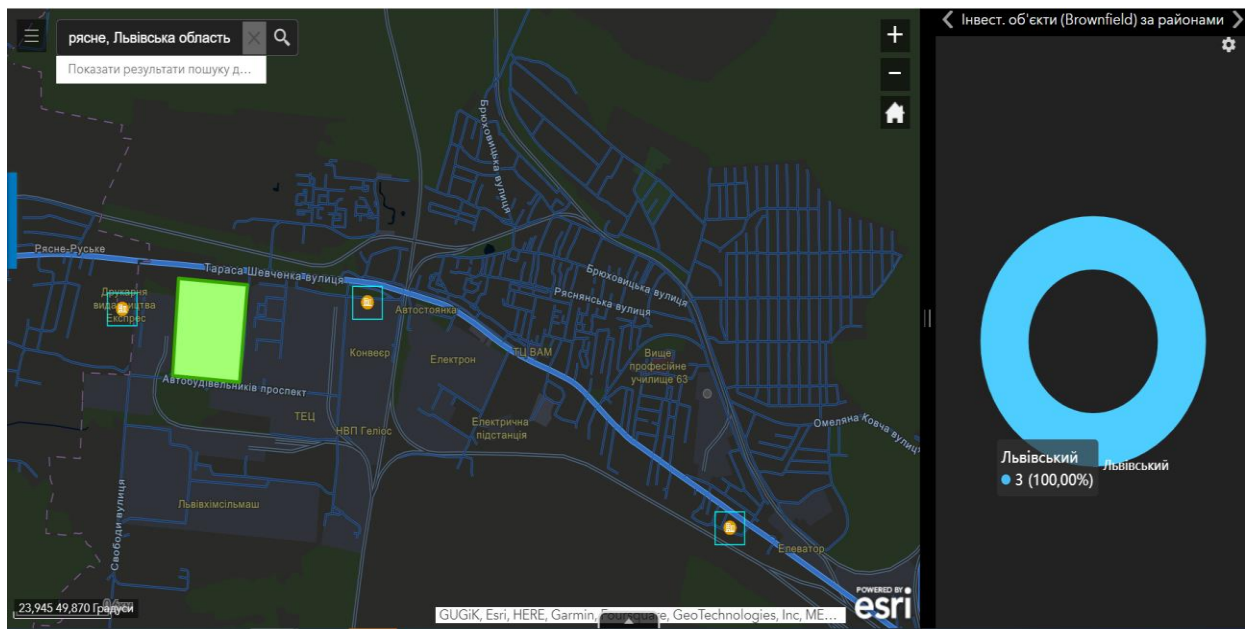 рясне, Львівська область
Показати результати пошуку д...
Інвест. об'єкти (Brownfield) за районами
Брюховицька вулиця
Рясне-Руське
Тараса Шевченка вулиця
Брюховицька вулиця
Ряснянська вулиця
Друкарня
видавництва
Експрес
Автостоянка
Конвеєр
Електрон
ТЦ ВАМ
Вище
професійне
училище 63
Автобудівельників проспект
ТЕЦ
НВП Геліос
Електрична
підстанція
Омеляна Ковча вулиця
Львівський
3 (100,00%)
Львівський
Львівхімсільмаш
Свободи вулиця
Елеватор
23,945 49,870 Градуси
GUGiK, Esri, HERE, Garmin, Foursquare, GeoTechnologies, Inc, ME...
POWERED BY
esri